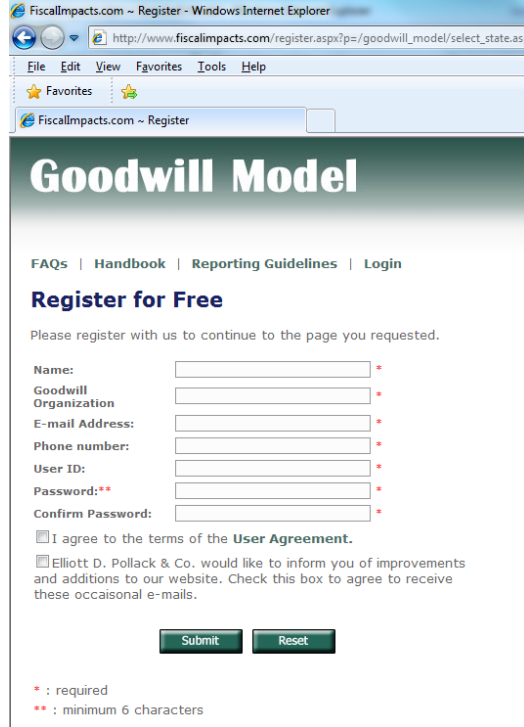 FiscalImpacts.com ~ Register - Windows Internet Explorer
http://www.fiscalimpacts.com/register.aspx?p=/goodwill_model/select_state.as
File Edit View Favorites Tools Help
Favorites
FiscalImpacts.com ~ Register
Goodwill Model
FAQs | Handbook | Reporting Guidelines | Login
Register for Free
Please register with us to continue to the page you requested.
Name: *
Goodwill
Organization *
E-mail Address: *
Phone number: *
User ID: *
Password:** *
Confirm Password: *
I agree to the terms of the User Agreement.
Elliott D. Pollack & Co. would like to inform you of improvements
and additions to our website. Check this box to agree to receive
these occaisonal e-mails.
Submit Reset
* : required
** : minimum 6 characters